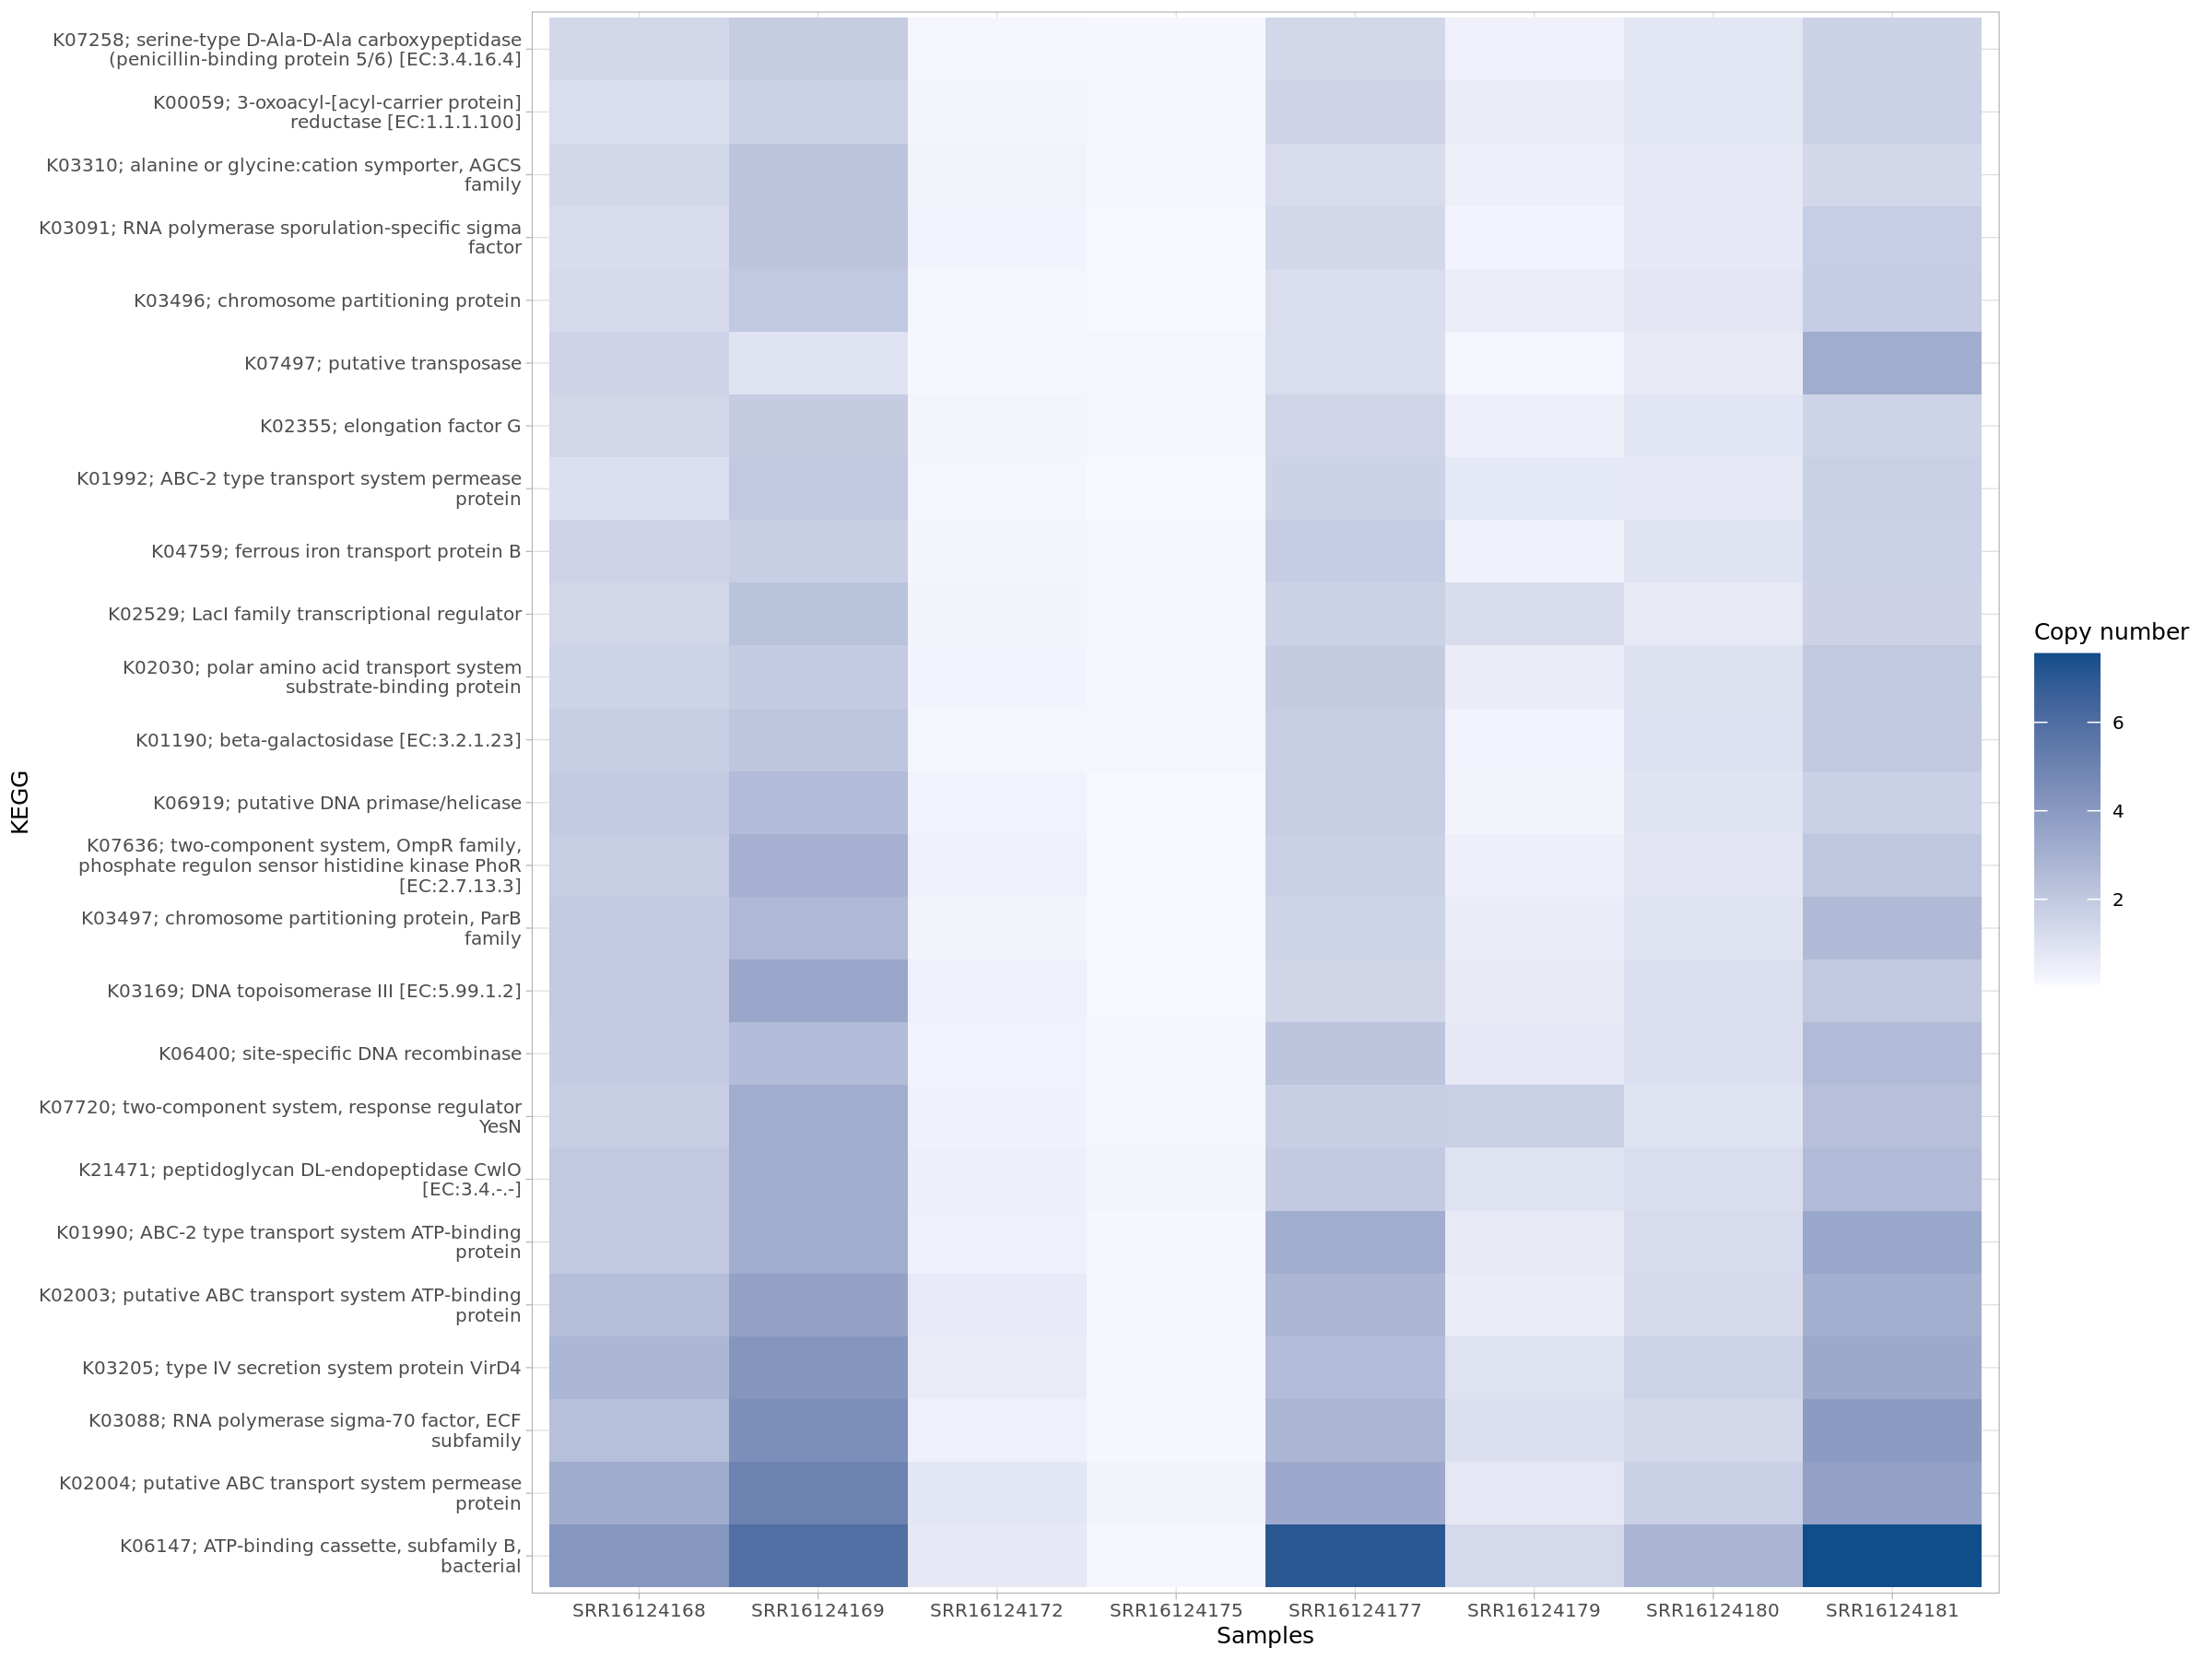 K07258; serine-type D-Ala-D-Ala carboxypeptidase
(penicillin-binding protein 5/6) [EC:3.4.16.4]
K00059; 3-oxoacyl-[acyl-carrier protein]
reductase [EC:1.1.1.100]
K03310; alanine or glycine:cation symporter, AGCS
family
K03091; RNA polymerase sporulation-specific sigma
factor
K03496; chromosome partitioning protein
K07497; putative transposase
K02355; elongation factor G
K01992; ABC-2 type transport system permease
protein
K04759; ferrous iron transport protein B
K02529; LacI family transcriptional regulator
K02030; polar amino acid transport system
substrate-binding protein
K01190; beta-galactosidase [EC:3.2.1.23]
K06919; putative DNA primase/helicase
K07636; two-component system, OmpR family,
phosphate regulon sensor histidine kinase PhoR
[EC:2.7.13.3]
K03497; chromosome partitioning protein, ParB
family
K03169; DNA topoisomerase III [EC:5.99.1.2]
K06400; site-specific DNA recombinase
K07720; two-component system, response regulator
YesN
K21471; peptidoglycan DL-endopeptidase CwlO
[EC:3.4.-.-]
K01990; ABC-2 type transport system ATP-binding
protein
K02003; putative ABC transport system ATP-binding
protein
K03205; type IV secretion system protein VirD4
K03088; RNA polymerase sigma-70 factor, ECF
subfamily
K02004; putative ABC transport system permease
protein
K06147; ATP-binding cassette, subfamily B,
bacterial
KEGG
SRR16124168 SRR16124169 SRR16124172 SRR16124175 SRR16124177 SRR16124179 SRR16124180 SRR16124181
Samples
Copy number
6
4
2